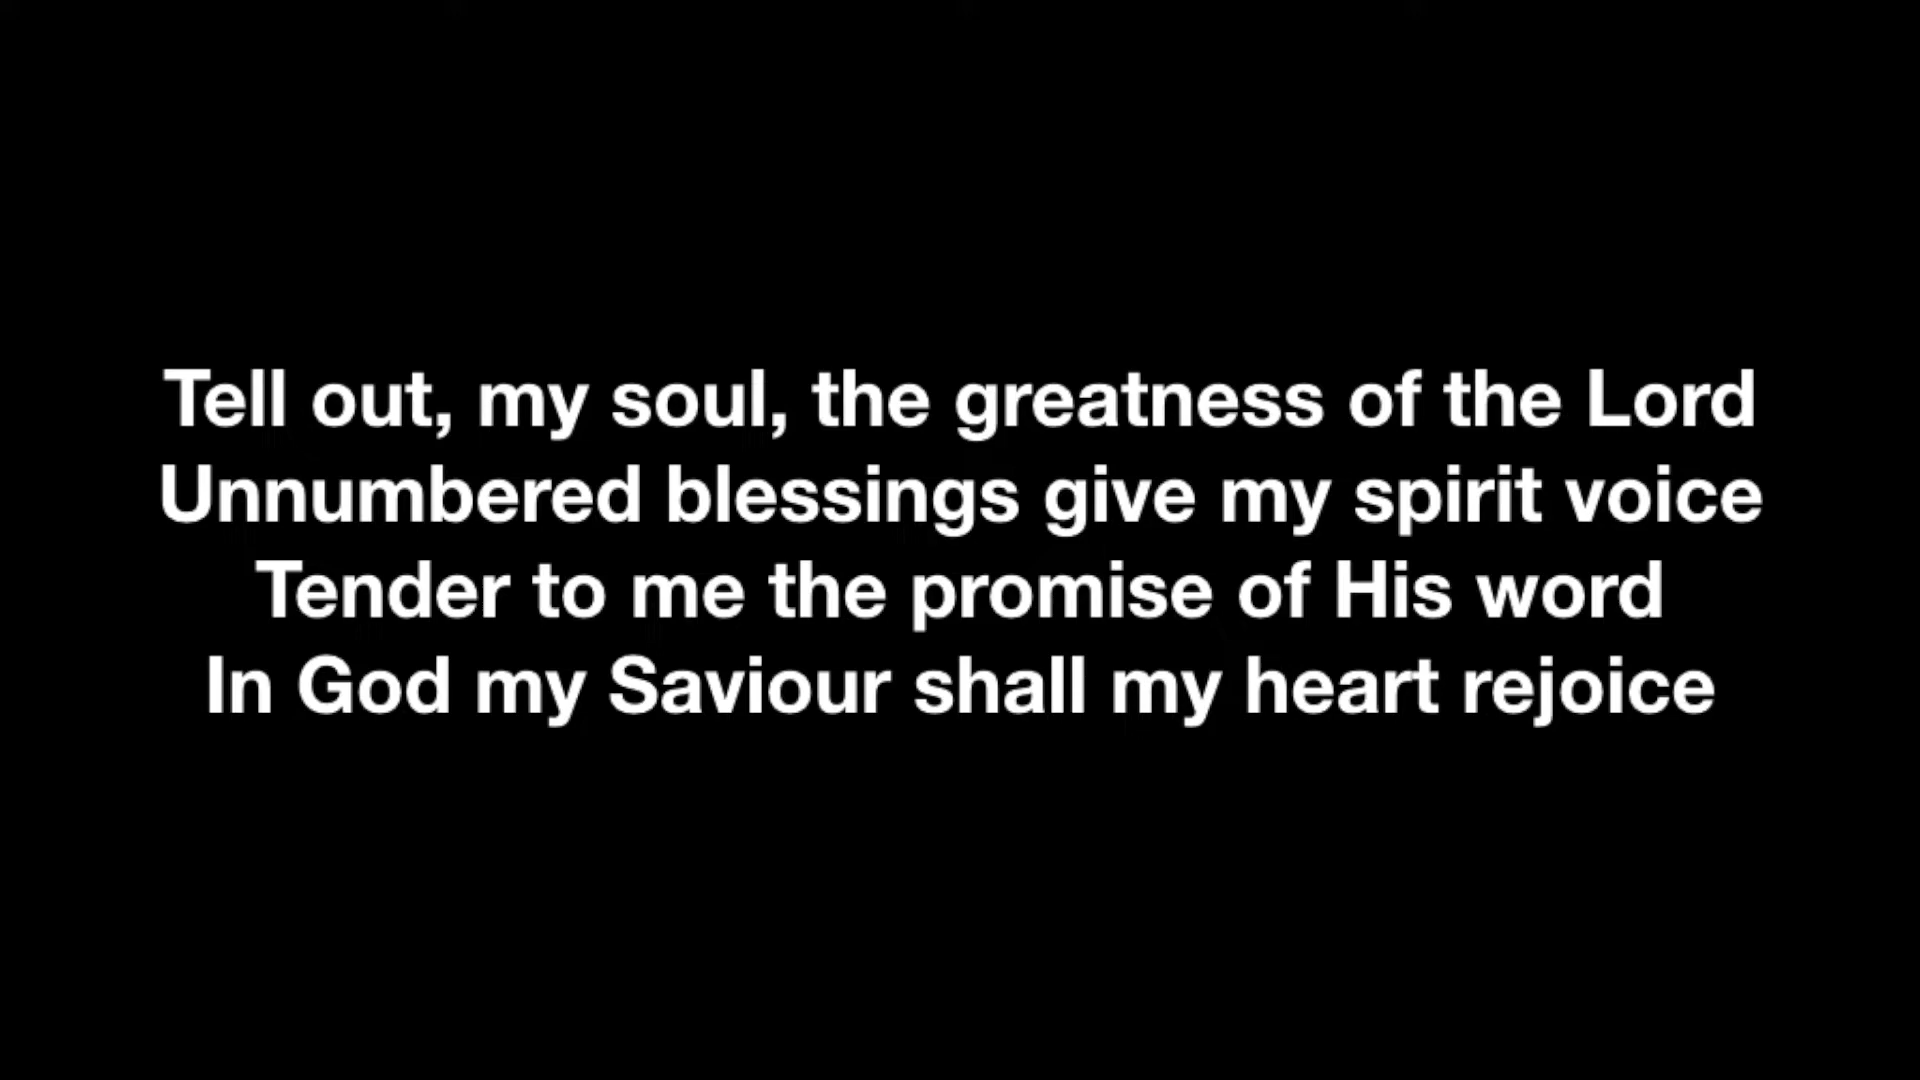 Tell out, my soul, the greatness of the Lord
Unnumbered blessings give my spirit voice
Tender to me the promise of His word
In God my Saviour shall my heart rejoice